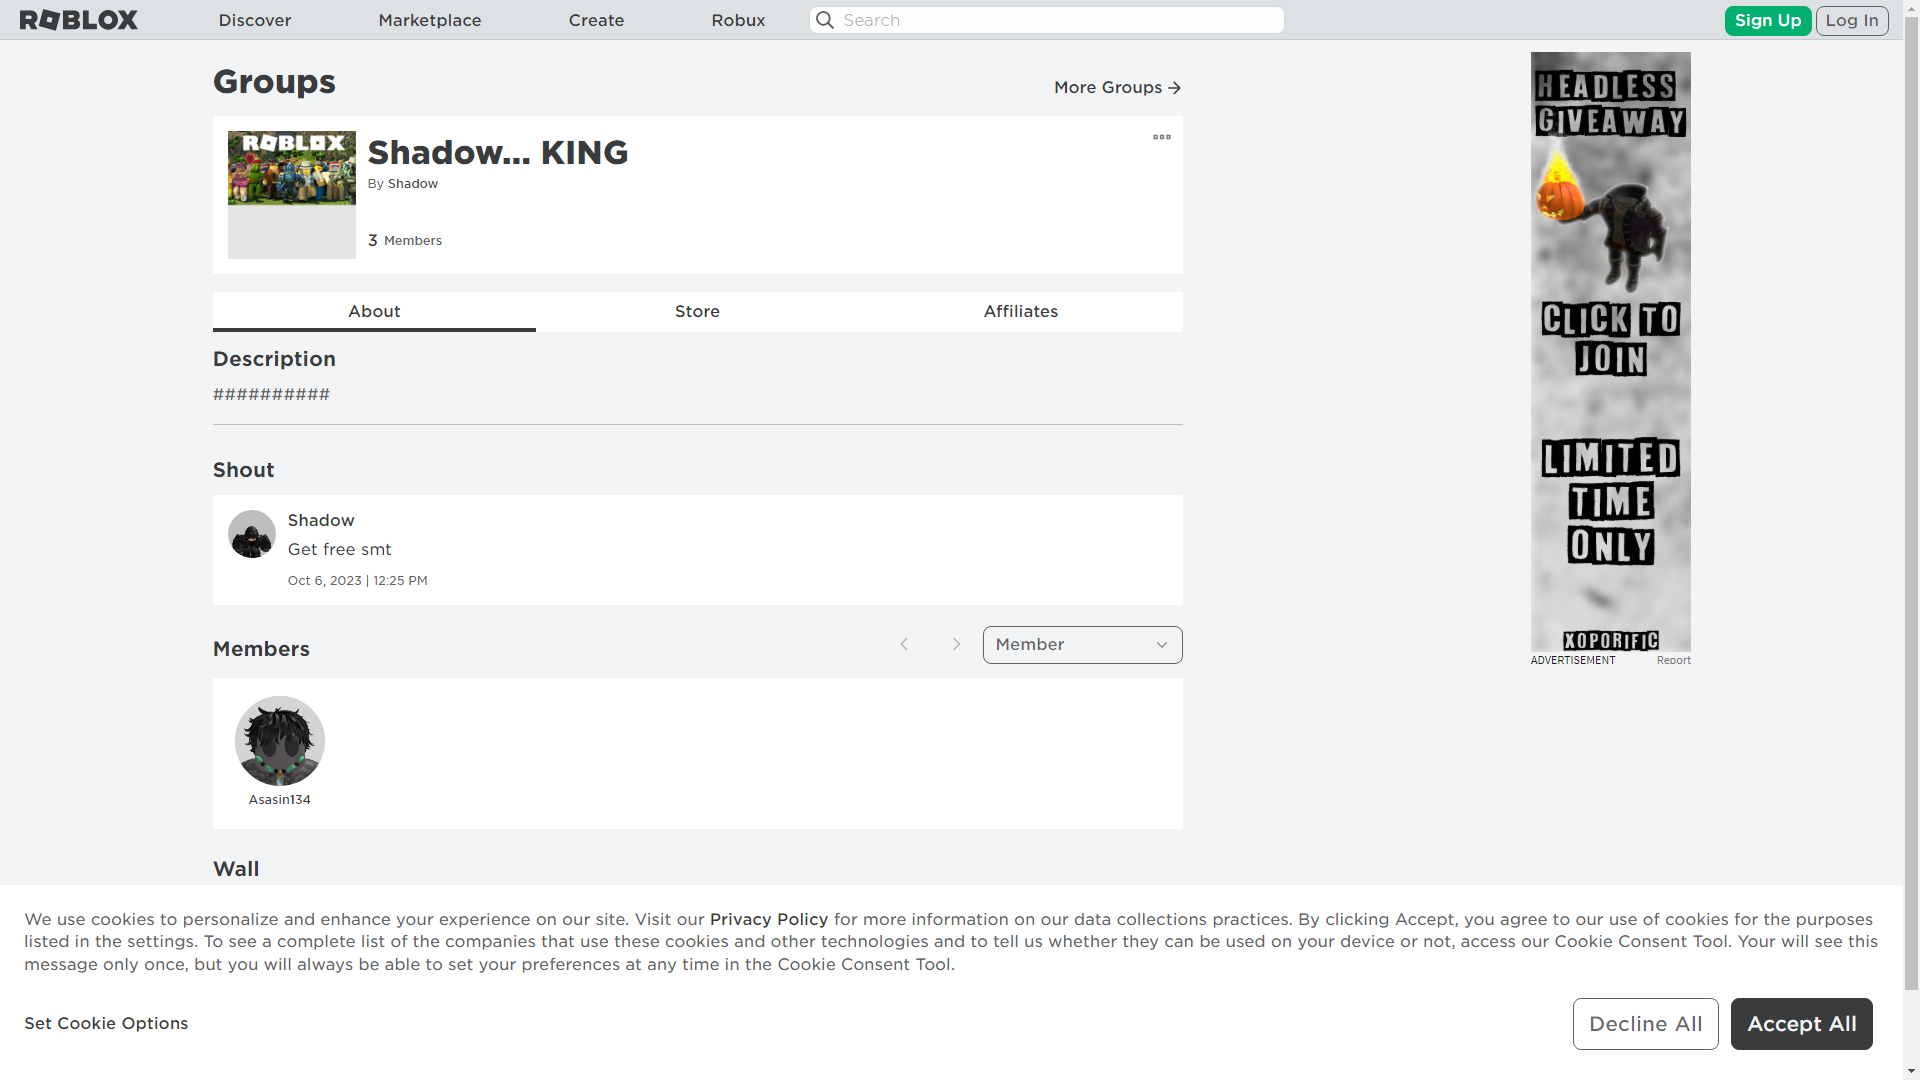 ROBLOX
Discover
Marketplace
Create
Robux
Search
Sign Up
Log In
Groups
More Groups
ROBLOX
Shadow... KING
By Shadow
3 Members
About
Store
Affiliates
Description
##########
Shout
Shadow
Get free smt
Oct 6, 2023 | 12:25 PM
Members
Member
Asasin134
Wall
HEADLESS
GIVEAWAY
CLICK TO
JOIN
LIMITED
TIME
ONLY
XOPORIFIC
ADVERTISEMENT
Report
We use cookies to personalize and enhance your experience on our site. Visit our Privacy Policy for more information on our data collections practices. By clicking Accept, you agree to our use of cookies for the purposes
listed in the settings. To see a complete list of the companies that use these cookies and other technologies and to tell us whether they can be used on your device or not, access our Cookie Consent Tool. Your will see this
message only once, but you will always be able to set your preferences at any time in the Cookie Consent Tool.
Set Cookie Options
Decline All
Accept All